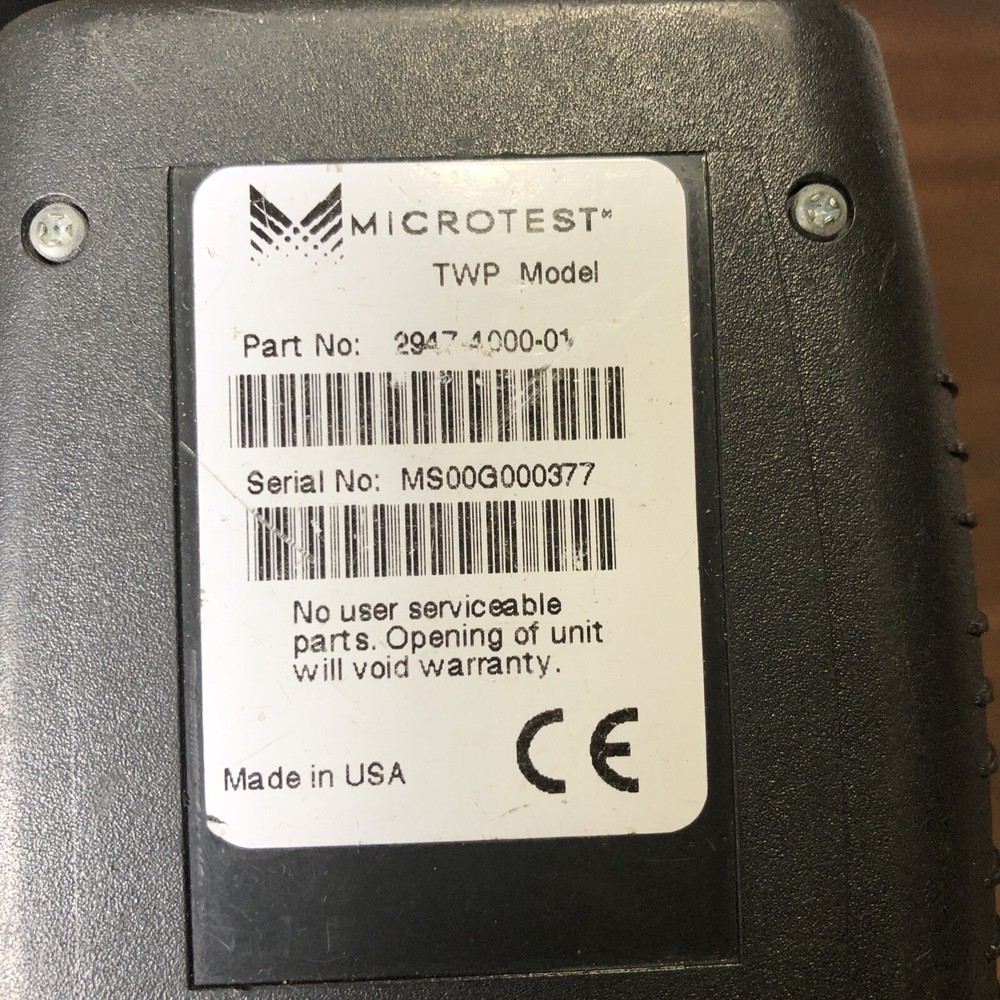 MICROTEST®
TWP Model
Part No: 2947-4000-01
Serial No: MS00G000377
No user serviceable
parts. Opening of unit
will void warranty.
Made in USA
CE